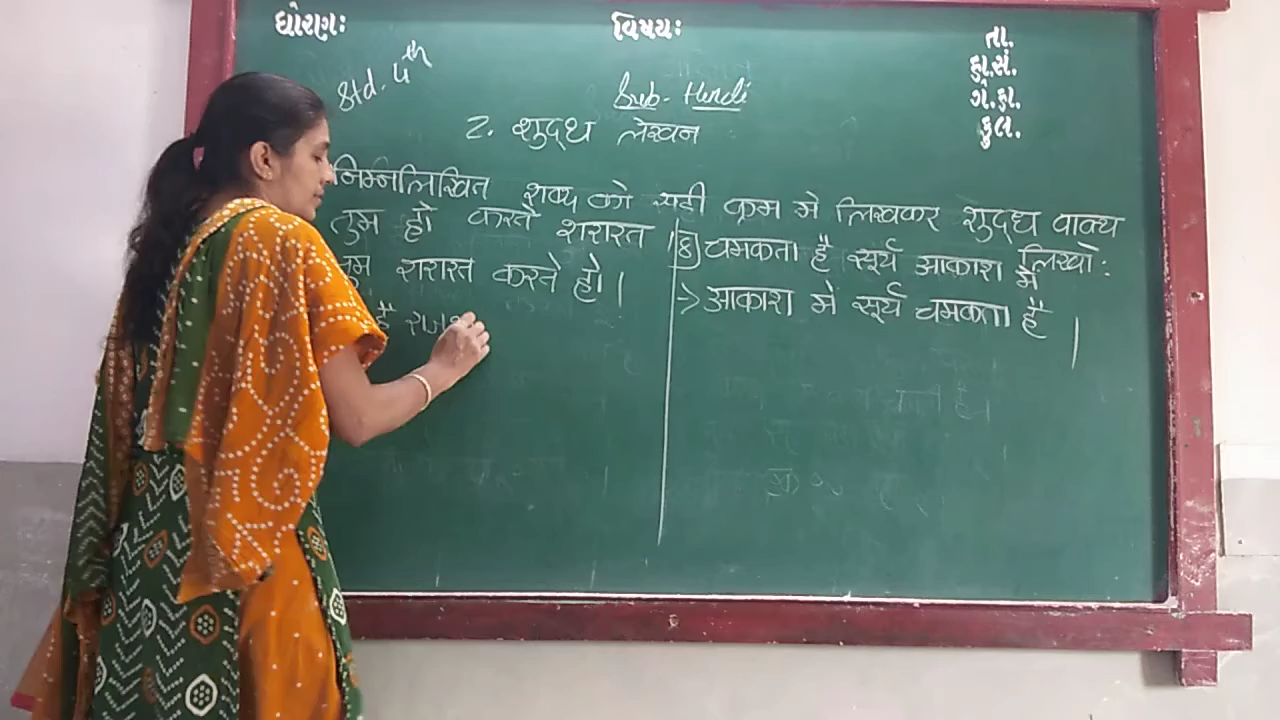 ધોરણઃ વિષયઃ તા.
હા.સં.
ગે.હા.
કુલ.
Std. 4th Sub- Hindi
2. शुद्ध लेखन
निम्नलिखित शब्द को सही क्रम में लिखकर शुद्ध वाक्य
लिखो:
तुम हो करते शरारत
शरारत करते हो।
है
चमकता है सूर्य आकाश में
-> आकाश में सूर्य चमकता है।